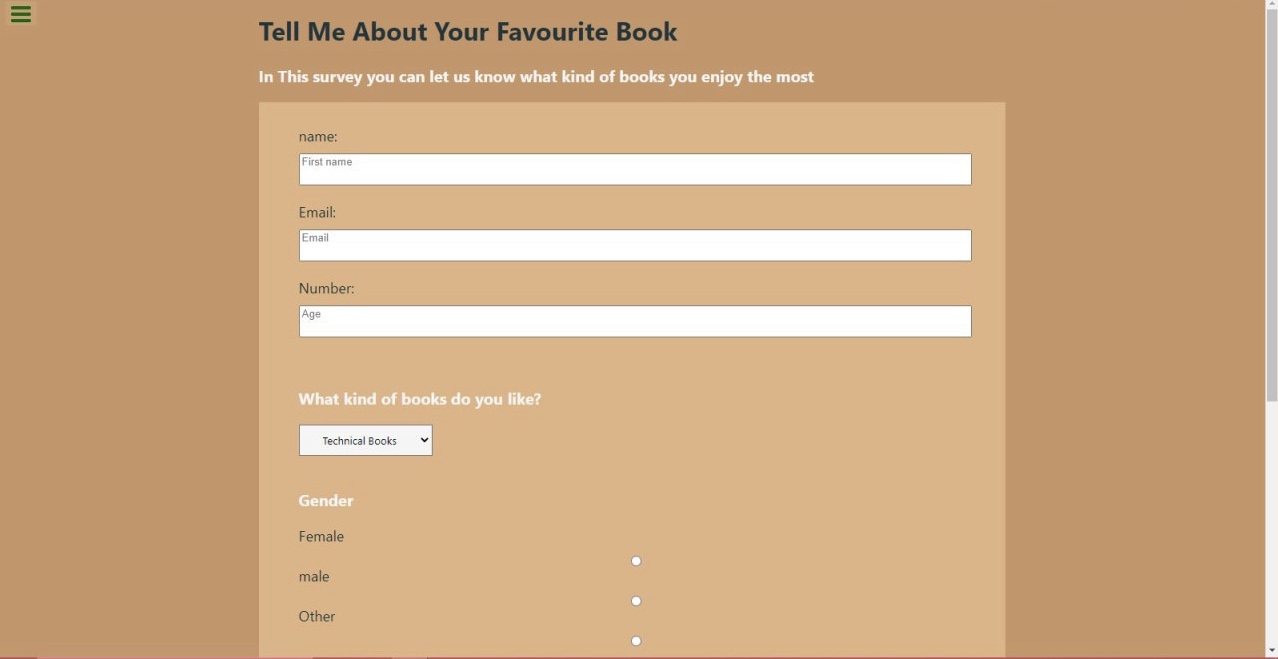 Tell Me About Your Favourite Book
In This survey you can let us know what kind of books you enjoy the most
name:
First name
Email:
Email
Number:
Age
What kind of books do you like?
Technical Books
Gender
Female
male
Other